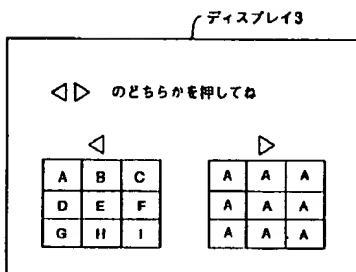 ディスプレイ3
◁▷ のどちらかを押してね
◁ ▷
A B C A A A
D E F A A A
G H I A A A